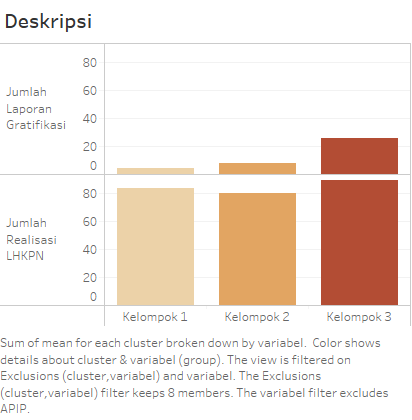 Deskripsi
80
60
40
20
0
Jumlah
Laporan
Gratifikasi
80
60
40
20
0
Jumlah
Realisasi
LHKPN
Kelompok 1
Kelompok 2
Kelompok 3
Sum of mean for each cluster broken down by variabel.  Color shows
details about cluster & variabel (group). The view is filtered on
Exclusions (cluster,variabel) and variabel. The Exclusions
(cluster,variabel) filter keeps 8 members. The variabel filter excludes
APIP.